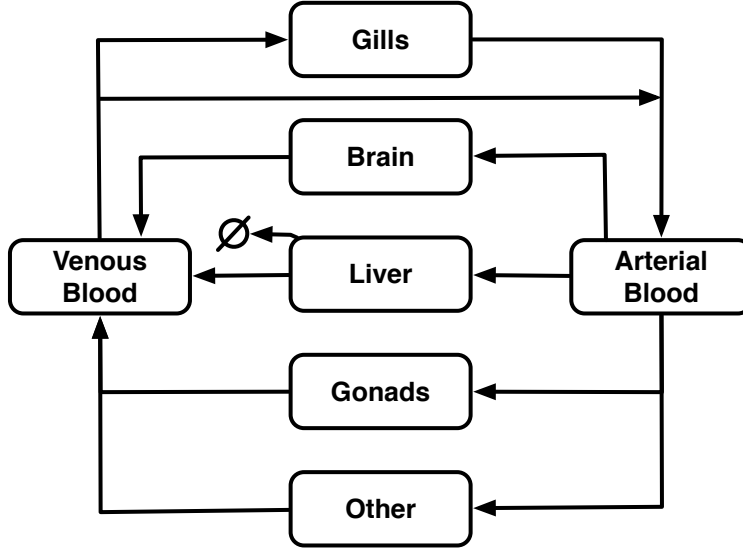 Gills
Brain
Venous
Blood
Liver
Arterial
Blood
Gonads
Other